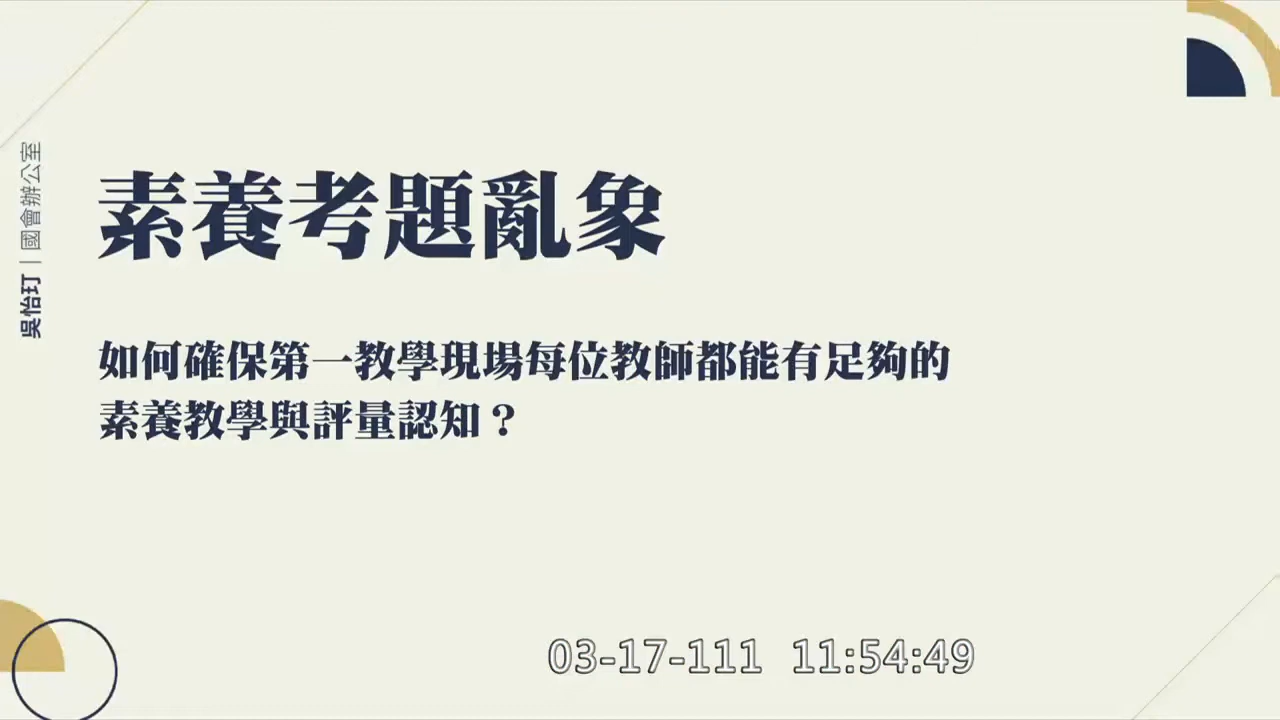 素養考題亂象
如何確保第一教學現場每位教師都能有足夠的
素養教學與評量認知？
吳怡玎｜國會辦公室
03-17-111 11:54:49